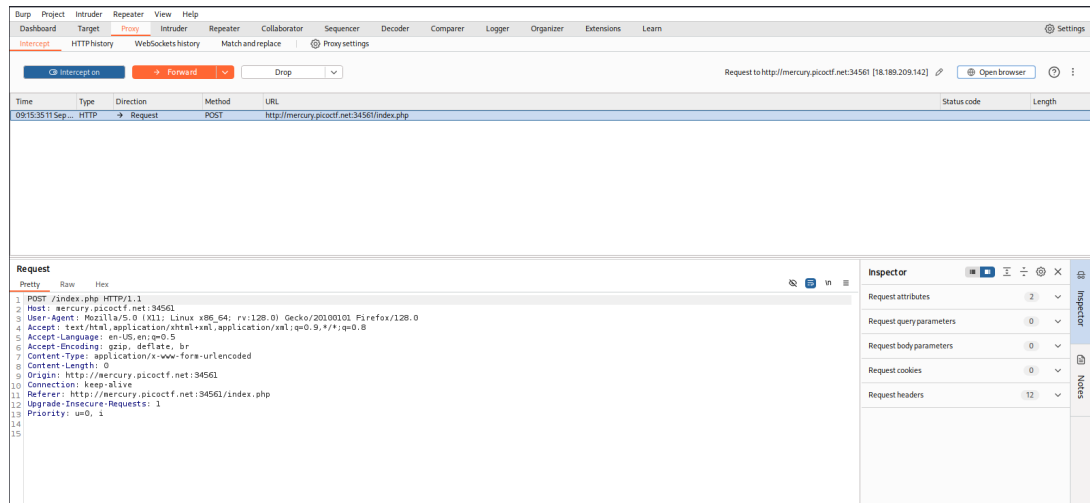 Burp Project Intruder Repeater View Help
Dashboard Target Proxy Intruder Repeater Collaborator Sequencer Decoder Comparer Logger Organizer Extensions Learn Settings
Intercept HTTP history WebSockets history Match and replace Proxy settings
Intercept on → Forward Drop Request to http://mercury.picoctf.net:34561 [18.189.209.142] Open browser
Time Type Direction Method URL Status code Length
09:15:35 11 Sep ... HTTP → Request POST http://mercury.picoctf.net:34561/index.php
Request
Pretty Raw Hex \n
1 POST /index.php HTTP/1.1
2 Host: mercury.picoctf.net:34561
3 User-Agent: Mozilla/5.0 (X11; Linux x86_64; rv:128.0) Gecko/20100101 Firefox/128.0
4 Accept: text/html,application/xhtml+xml,application/xml;q=0.9,*/*;q=0.8
5 Accept-Language: en-US,en;q=0.5
6 Accept-Encoding: gzip, deflate, br
7 Content-Type: application/x-www-form-urlencoded
8 Content-Length: 0
9 Origin: http://mercury.picoctf.net:34561
10 Connection: keep-alive
11 Referer: http://mercury.picoctf.net:34561/index.php
12 Upgrade-Insecure-Requests: 1
13 Priority: u=0, i
14
15
Inspector
Request attributes 2
Request query parameters 0
Request body parameters 0
Request cookies 0
Request headers 12
Inspector
Notes